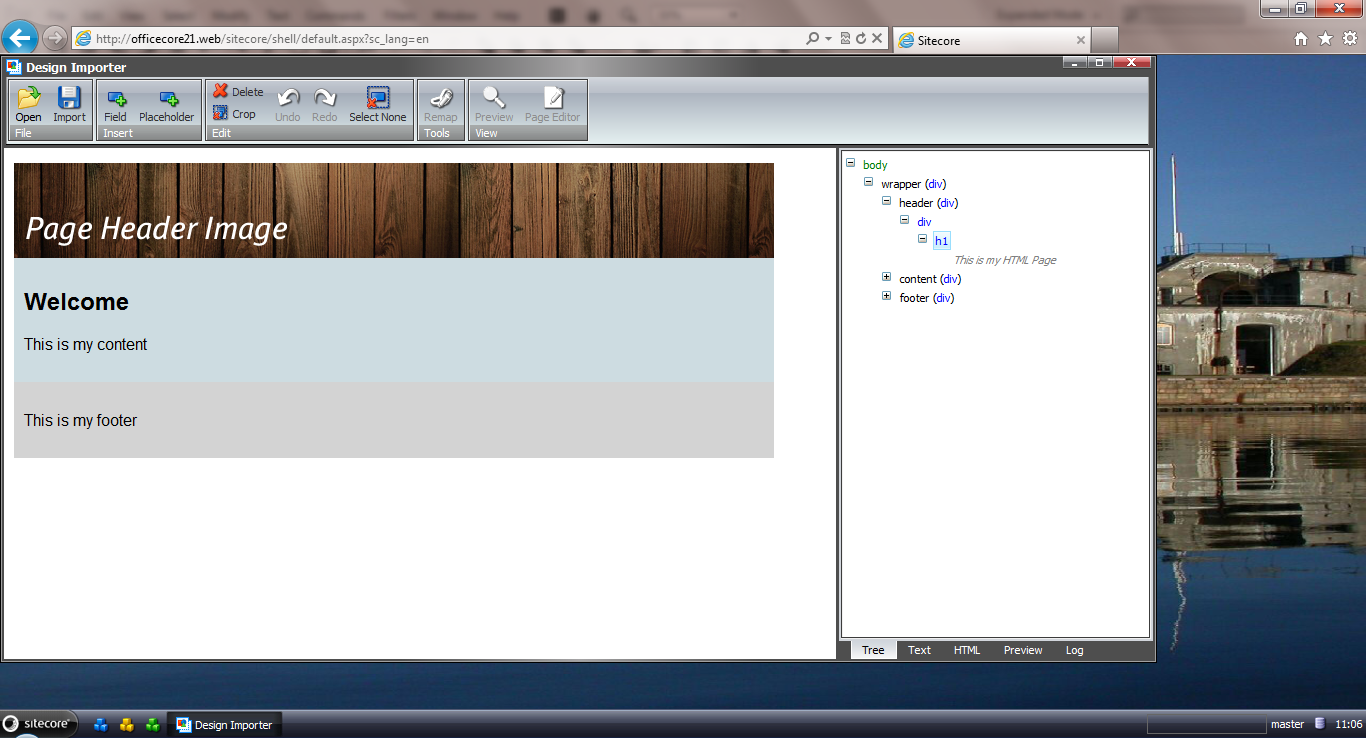 http://officecore21.web/sitecore/shell/default.aspx?sc_lang=en
Sitecore
Design Importer
Open
Import
File
Field
Placeholder
Insert
Delete
Crop
Undo
Redo
Select None
Edit
Remap
Tools
Preview
Page Editor
View
Page Header Image
Welcome
This is my content
This is my footer
body
wrapper (div)
header (div)
div
h1
This is my HTML Page
content (div)
footer (div)
Tree Text HTML Preview Log
sitecore
Design Importer
master
11:06